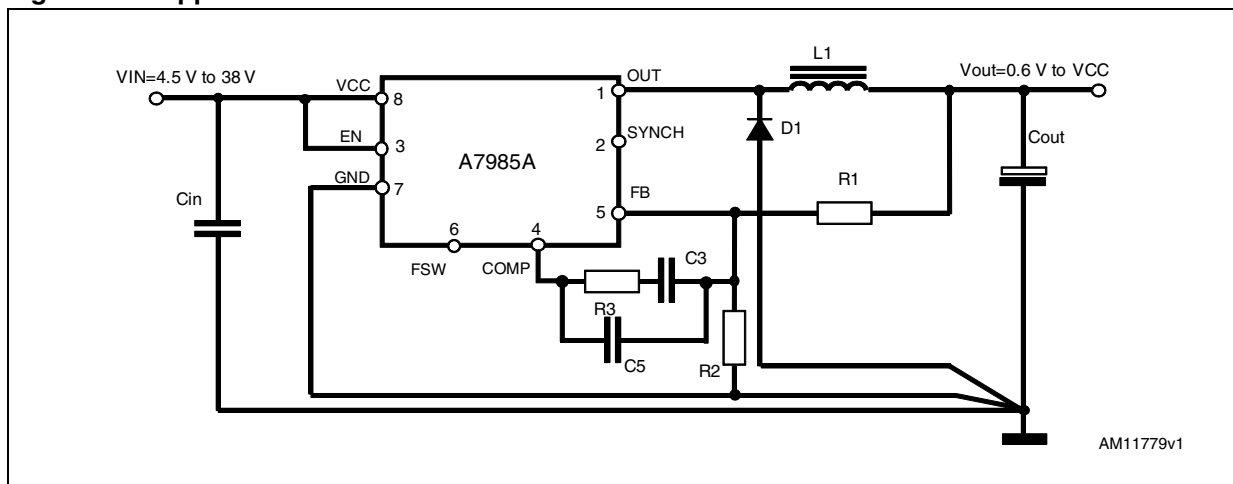 VIN=4.5 V to 38 V
VCC
8
EN
3
GND
7
Cin
A7985A
OUT
1
SYNCH
2
FB
5
6
FSW
4
COMP
L1
Vout=0.6 V to VCC
D1
Cout
R1
C3
R3
C5
R2
AM11779v1